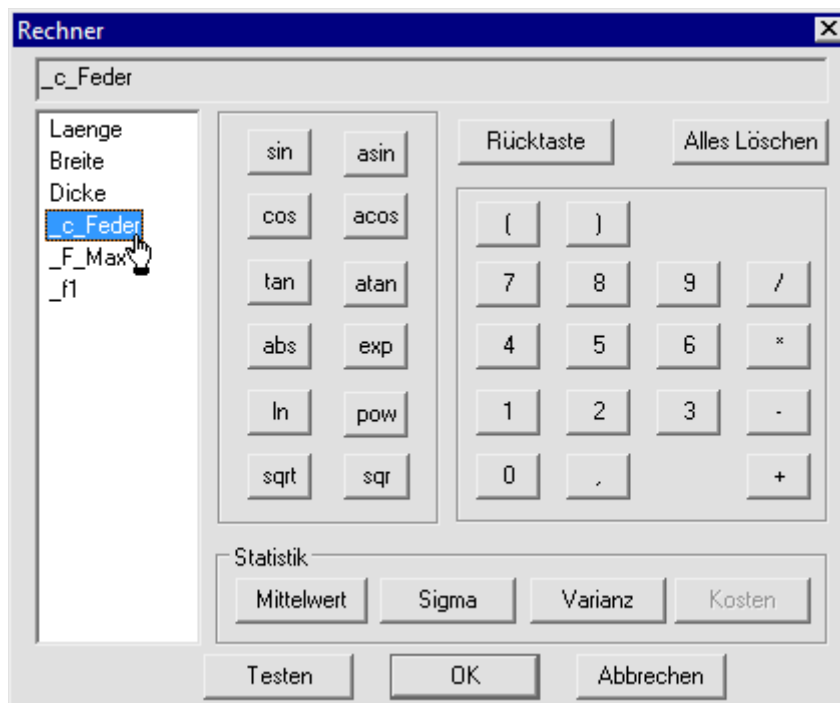 Rechner
_c_Feder
Laenge
Breite
Dicke
_c_Feder
_F_Max
_f1
sin asin
cos acos
tan atan
abs exp
ln pow
sqrt sqr
Rücktaste Alles Löschen
( )
7 8 9 /
4 5 6 *
1 2 3 -
0 , +
Statistik
Mittelwert Sigma Varianz Kosten
Testen OK Abbrechen